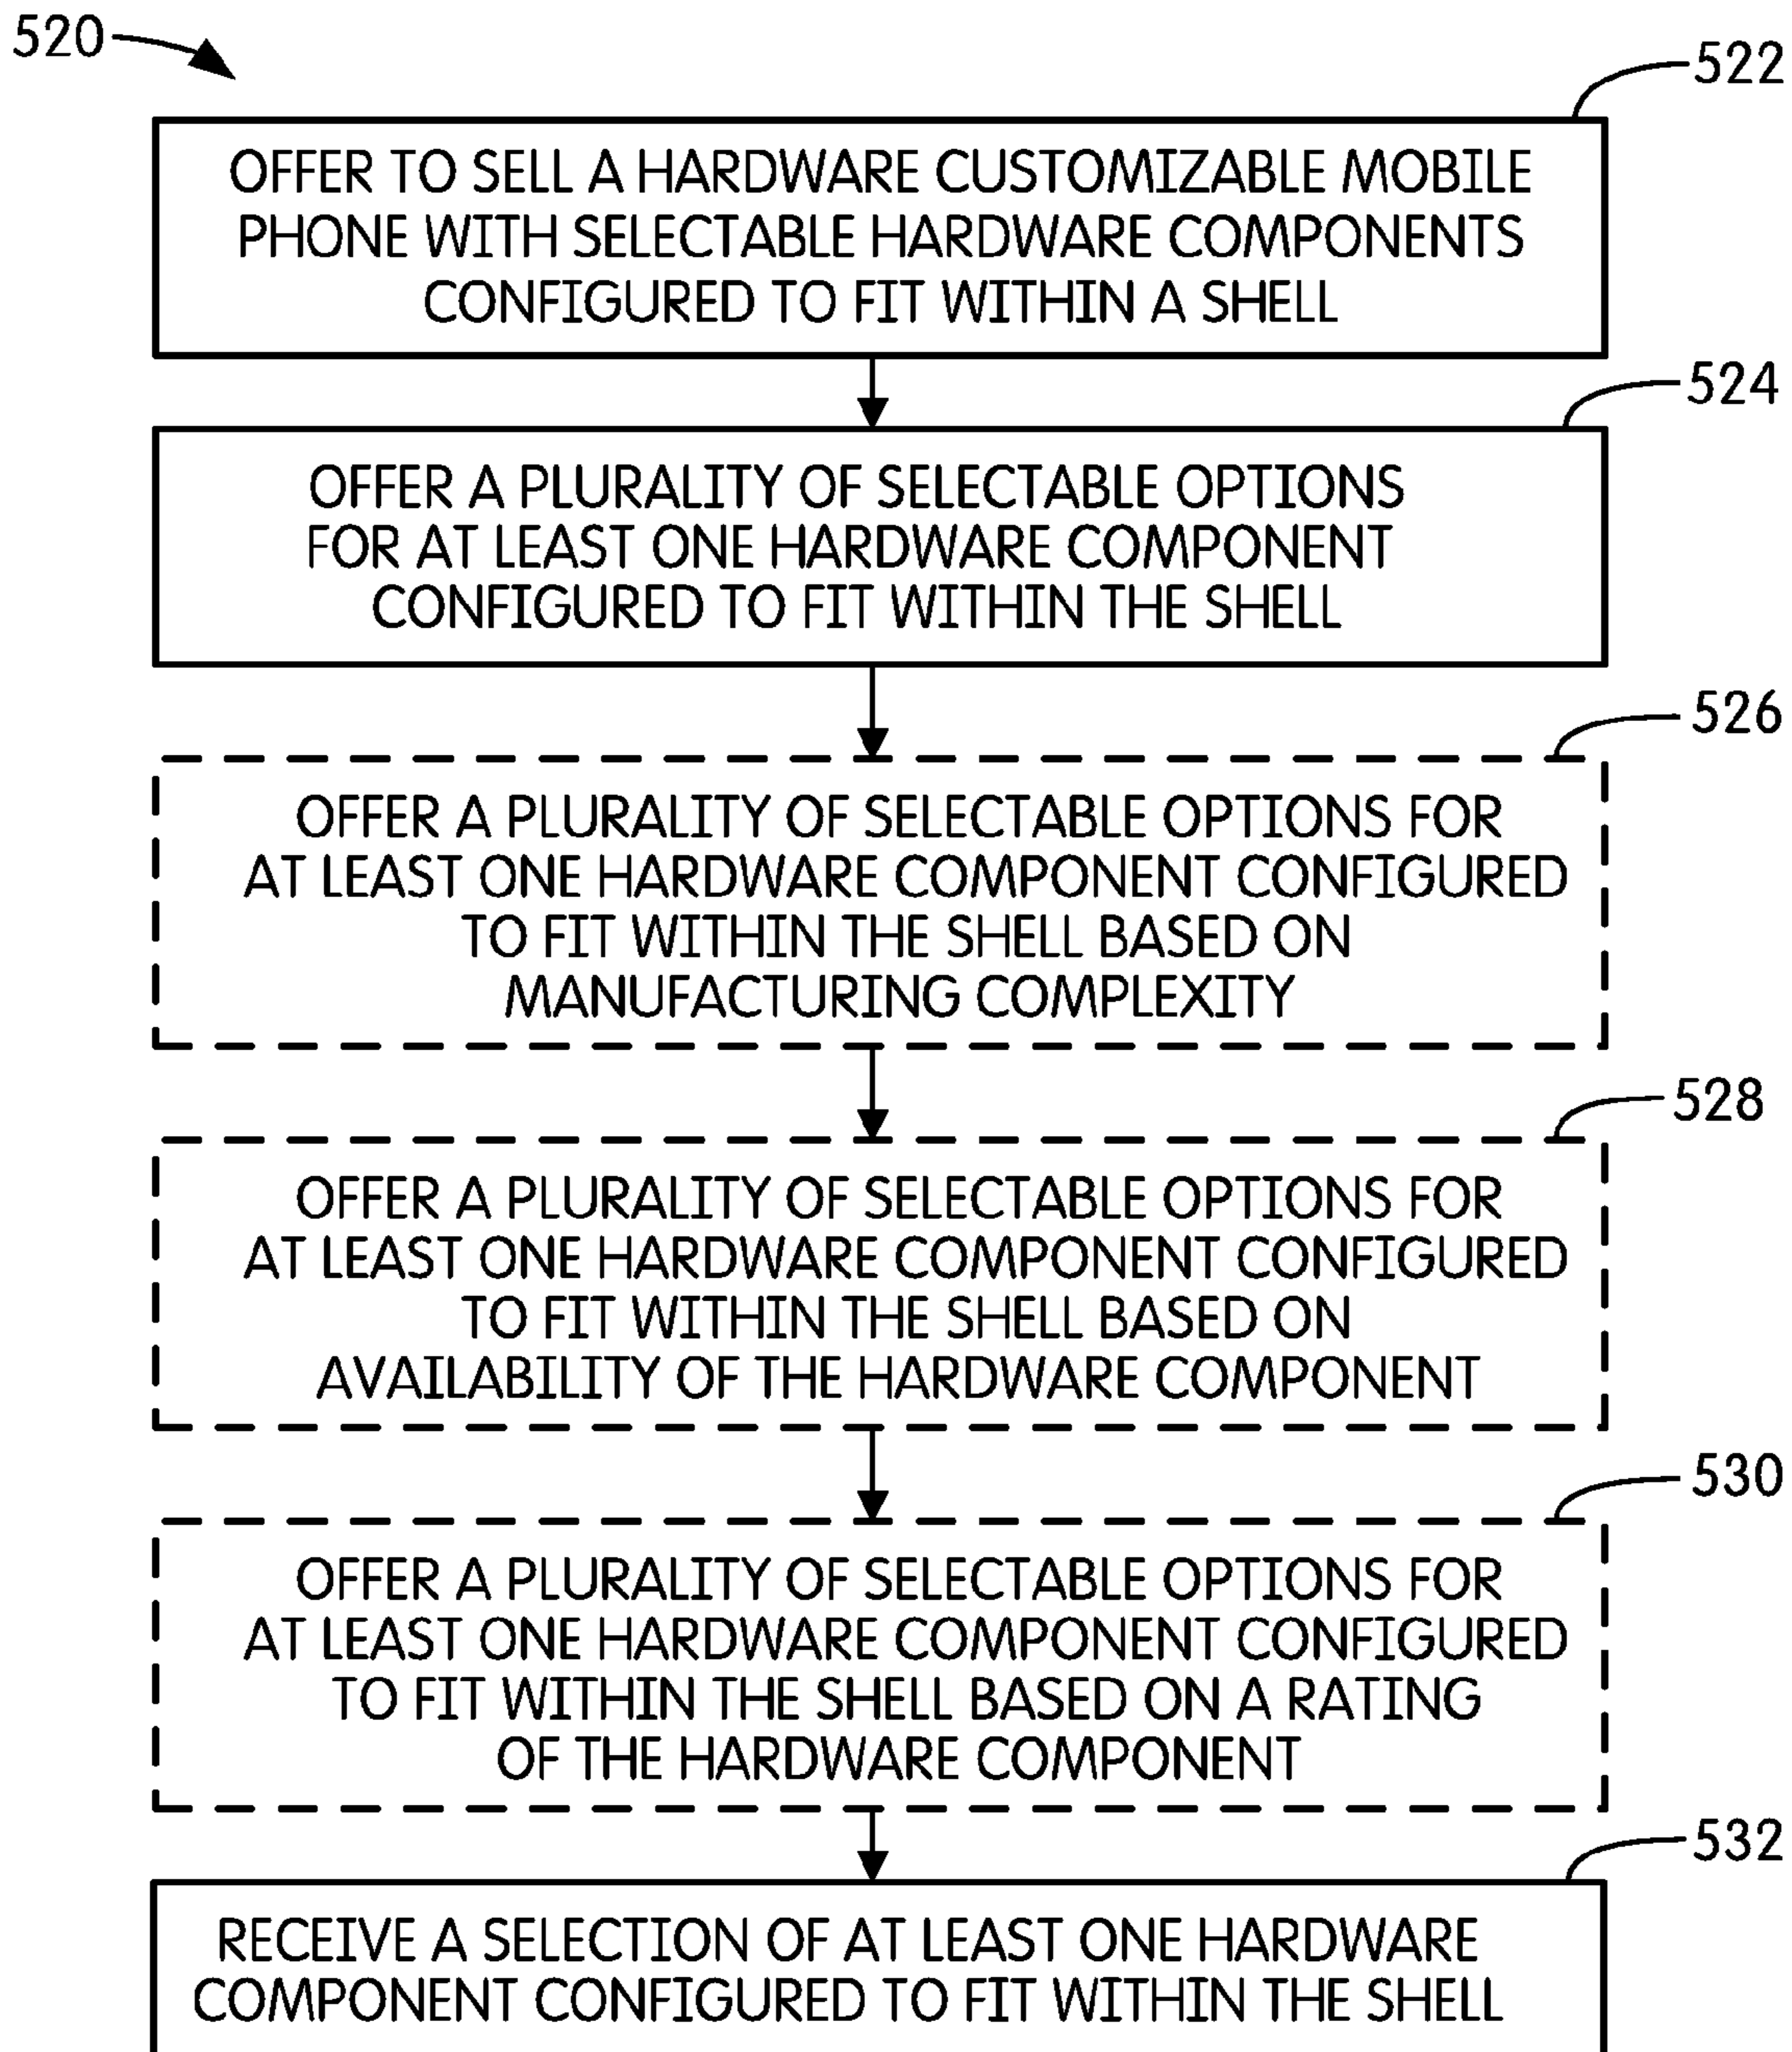 520
522
OFFER TO SELL A HARDWARE CUSTOMIZABLE MOBILE
PHONE WITH SELECTABLE HARDWARE COMPONENTS
CONFIGURED TO FIT WITHIN A SHELL
524
OFFER A PLURALITY OF SELECTABLE OPTIONS
FOR AT LEAST ONE HARDWARE COMPONENT
CONFIGURED TO FIT WITHIN THE SHELL
526
OFFER A PLURALITY OF SELECTABLE OPTIONS FOR
AT LEAST ONE HARDWARE COMPONENT CONFIGURED
TO FIT WITHIN THE SHELL BASED ON
MANUFACTURING COMPLEXITY
528
OFFER A PLURALITY OF SELECTABLE OPTIONS FOR
AT LEAST ONE HARDWARE COMPONENT CONFIGURED
TO FIT WITHIN THE SHELL BASED ON
AVAILABILITY OF THE HARDWARE COMPONENT
530
OFFER A PLURALITY OF SELECTABLE OPTIONS FOR
AT LEAST ONE HARDWARE COMPONENT CONFIGURED
TO FIT WITHIN THE SHELL BASED ON A RATING
OF THE HARDWARE COMPONENT
532
RECEIVE A SELECTION OF AT LEAST ONE HARDWARE
COMPONENT CONFIGURED TO FIT WITHIN THE SHELL